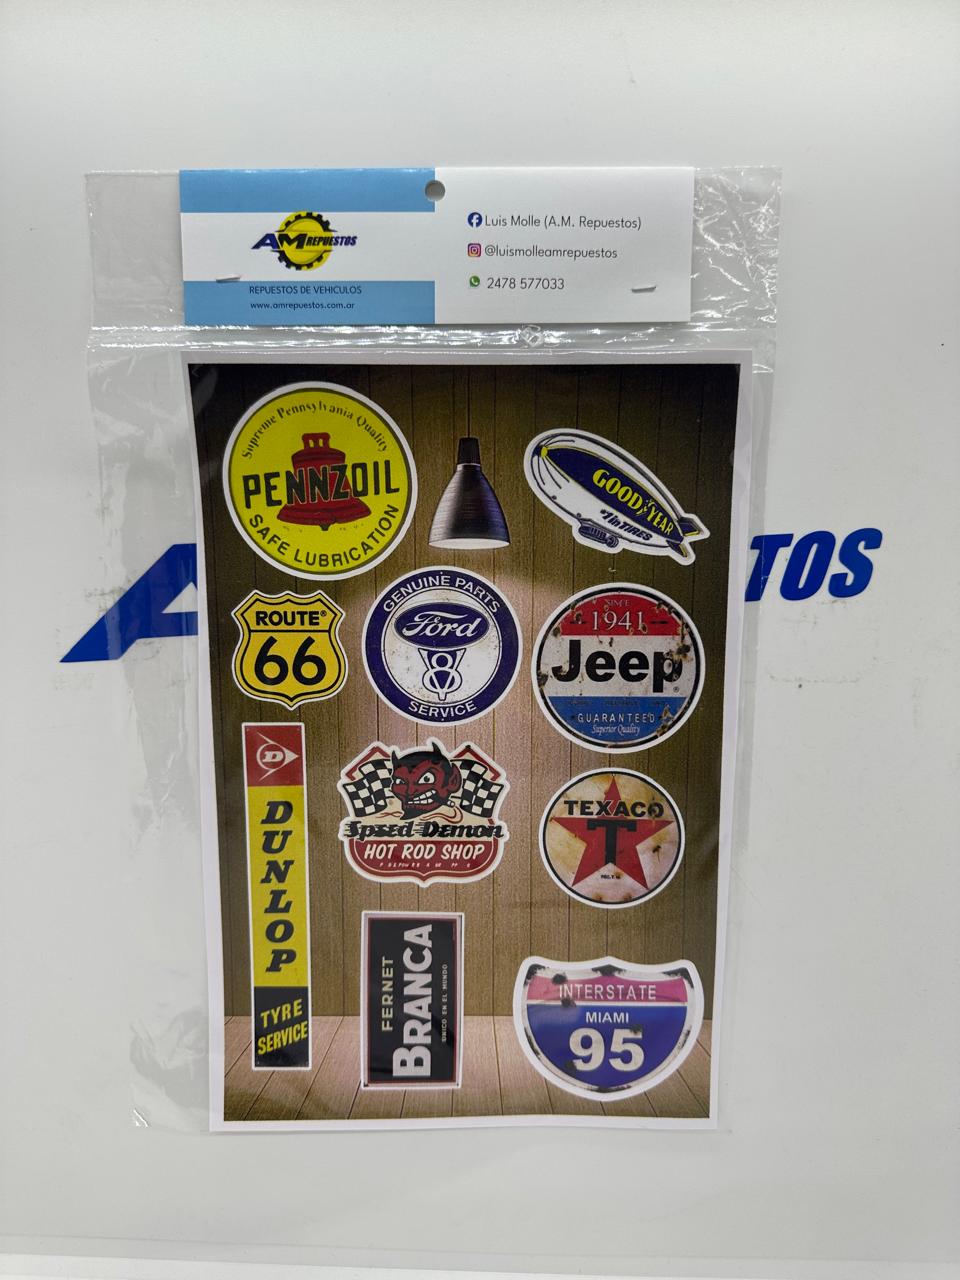 AM REPUESTOS
REPUESTOS DE VEHICULOS
www.amrepuestos.com.ar
Luis Molle (A.M. Repuestos)
@luismolleamrepuestos
2478 577033
Supreme Pennsylvania Quality
PENNZOIL
SAFE LUBRICATION
GOODYEAR
#1 in TIRES
A
TOS
ROUTE®
66
GENUINE PARTS
Ford
V8
SERVICE
SINCE
1941
Jeep®
GUARANTEED
Superior Quality
D
DUNLOP
TYRE
SERVICE
Speed Demon
HOT ROD SHOP
TEXACO
T
FERNET
BRANCA
UNICO EN EL MUNDO
INTERSTATE
MIAMI
95